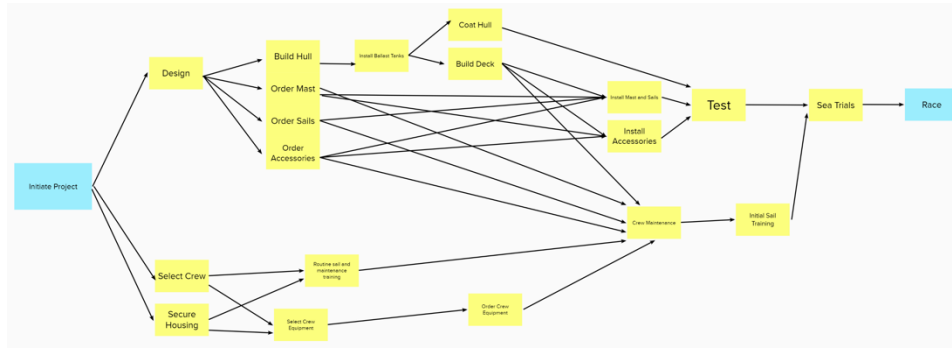 Coat Hull
Build Hull
Install Ballast Tanks
Build Deck
Design
Order Mast
Install Mast and Sails
Test
Sea Trials
Race
Order Sails
Install
Accessories
Order
Accessories
Initiate Project
Crew Maintenance
Initial Sail
Training
Select Crew
Routine sail and
maintenance
training
Secure
Housing
Select Crew
Equipment
Order Crew
Equipment